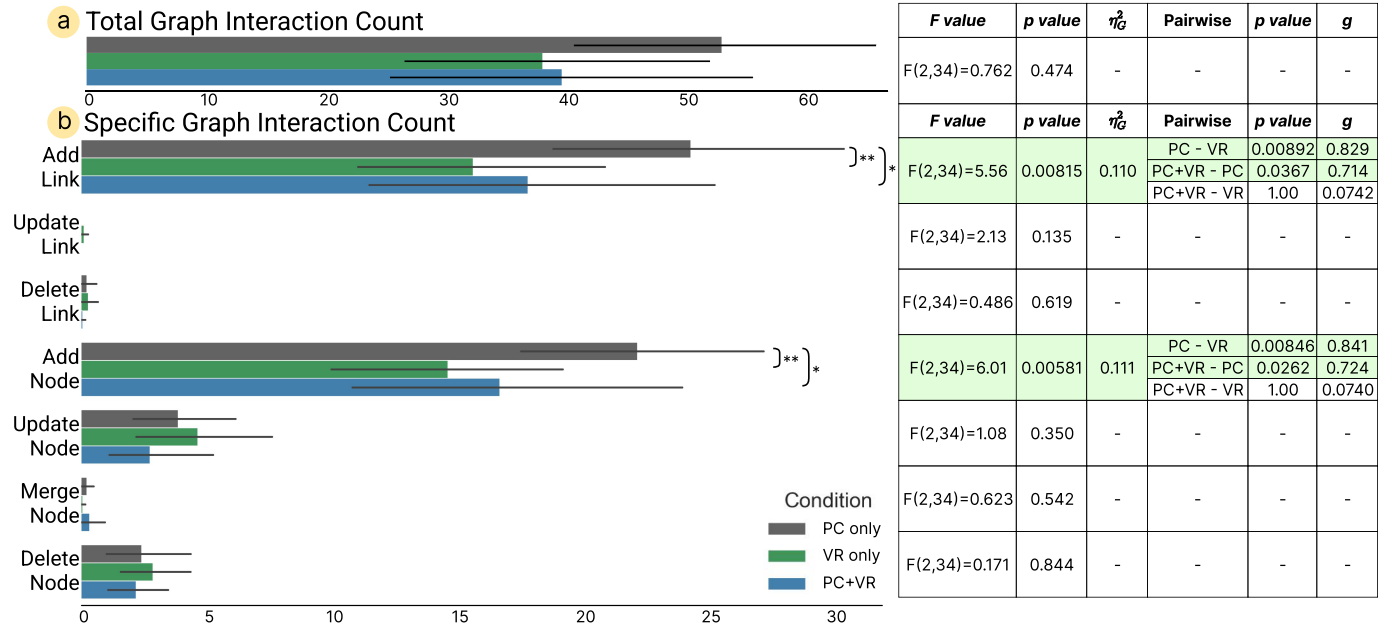 a Total Graph Interaction Count
0 10 20 30 40 50 60
b Specific Graph Interaction Count
Add
Link
** *
Update
Link
Delete
Link
Add
Node
** *
Update
Node
Merge
Node
Delete
Node
0 5 10 15 20 25 30
Condition
PC only
VR only
PC+VR
F value p value η²G Pairwise p value g
F(2,34)=0.762 0.474 - - - -
F value p value η²G Pairwise p value g
F(2,34)=5.56 0.00815 0.110
PC - VR 0.00892 0.829
PC+VR - PC 0.0367 0.714
PC+VR - VR 1.00 0.0742
F(2,34)=2.13 0.135 - - - -
F(2,34)=0.486 0.619 - - - -
F(2,34)=6.01 0.00581 0.111
PC - VR 0.00846 0.841
PC+VR - PC 0.0262 0.724
PC+VR - VR 1.00 0.0740
F(2,34)=1.08 0.350 - - - -
F(2,34)=0.623 0.542 - - - -
F(2,34)=0.171 0.844 - - - -